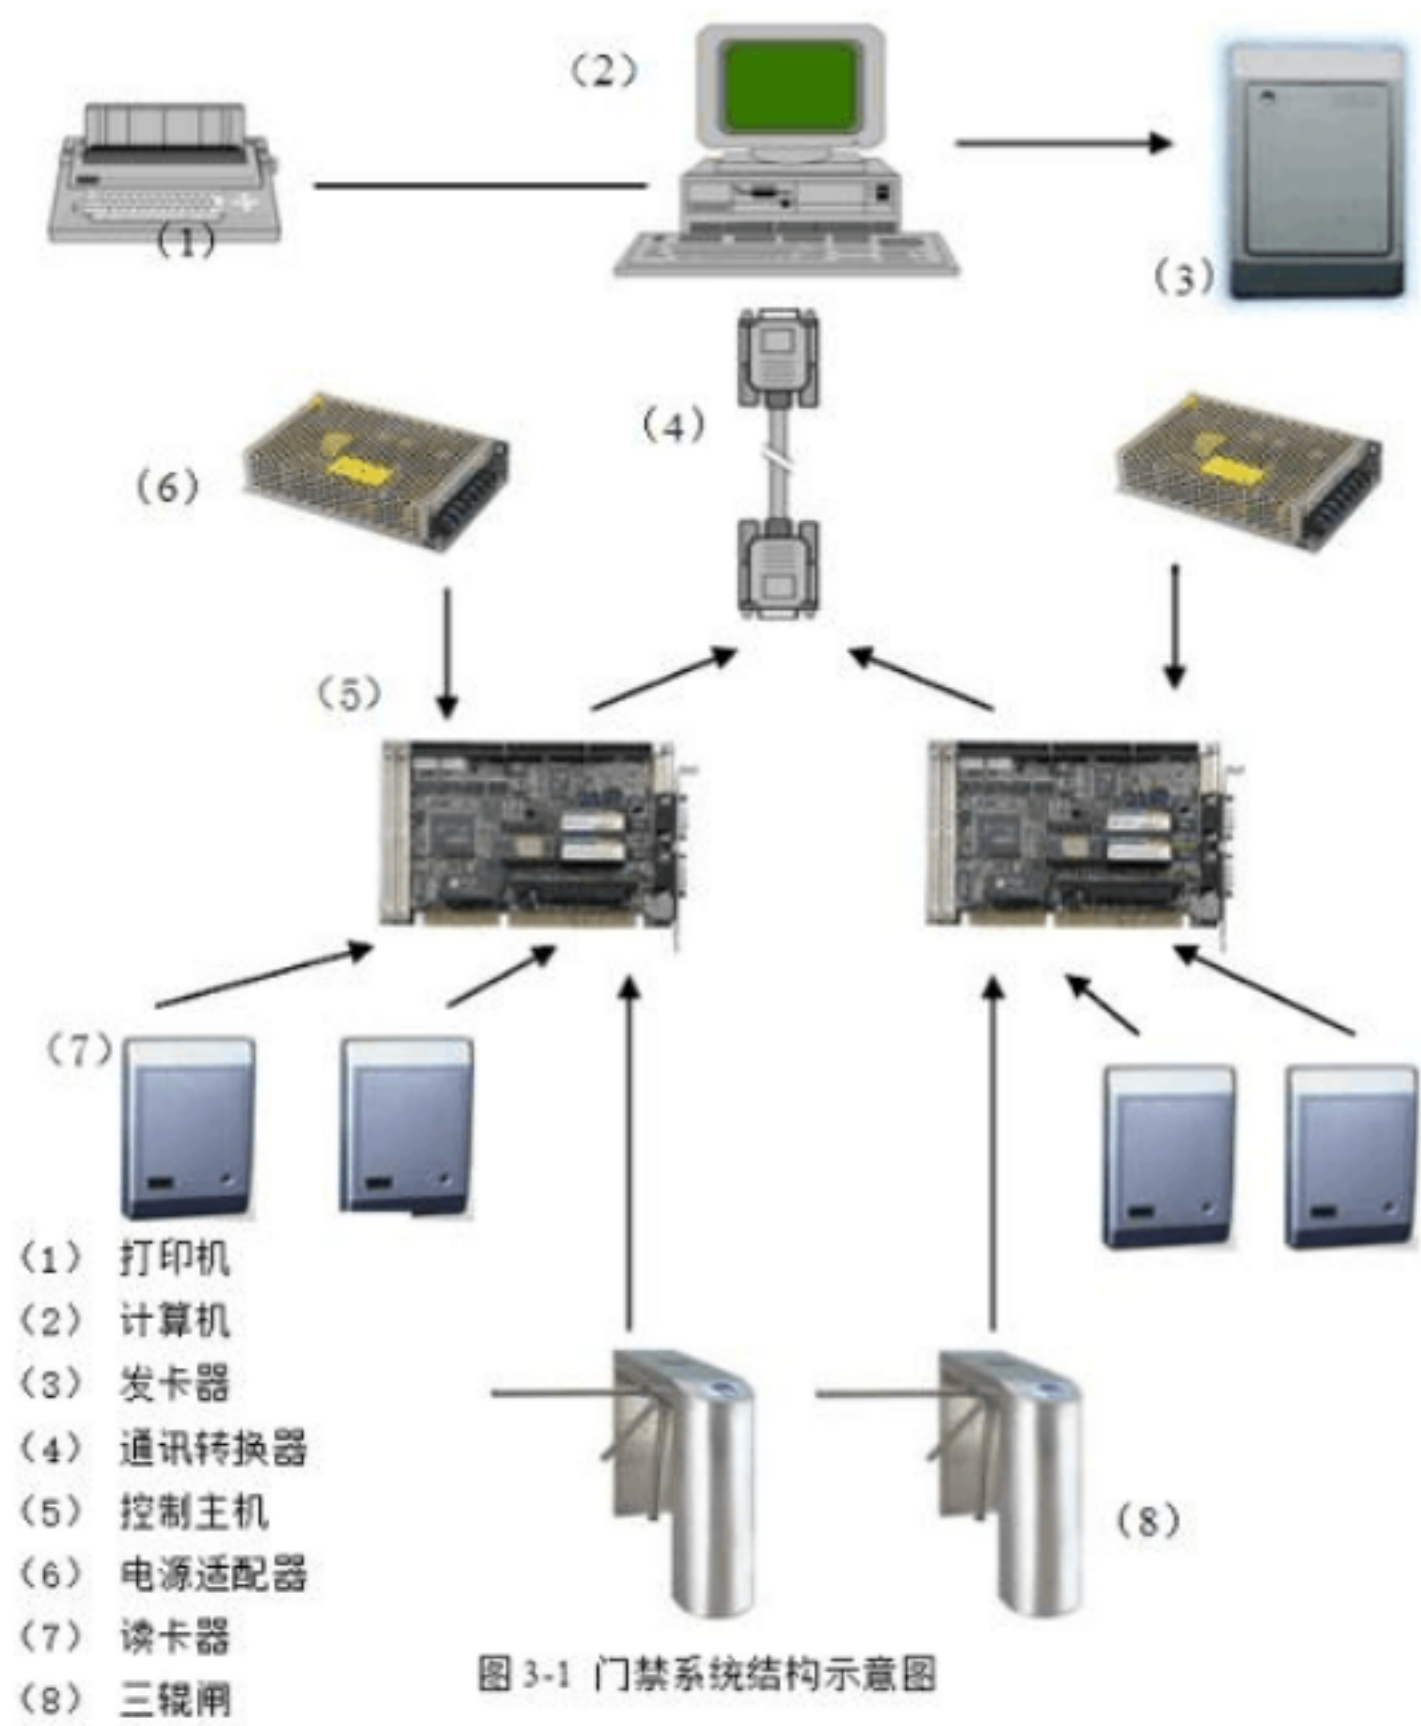 (2)
(1)
(3)
(4)
(6)
(5)
(7)
(1) 打印机
(2) 计算机
(3) 发卡器
(4) 通讯转换器
(5) 控制主机
(6) 电源适配器
(7) 读卡器
(8) 三辊闸
(8)
图 3-1 门禁系统结构示意图